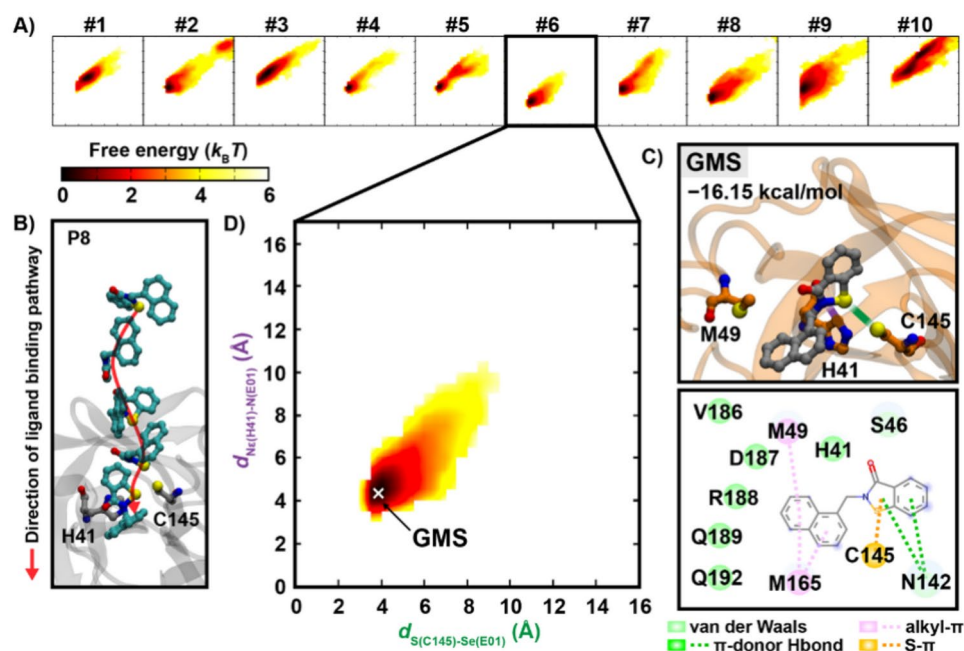 A) #1 #2 #3 #4 #5 #6 #7 #8 #9 #10
Free energy (kBT)
0 2 4 6
B)
P8
Direction of ligand binding pathway
H41
C145
D)
16
14
12
10
8
6
4
2
0
dNε(H41)-N(E01) (Å)
GMS
0 2 4 6 8 10 12 14 16
dS(C145)-Se(E01) (Å)
C)
GMS
−16.15 kcal/mol
M49
C145
H41
V186
M49
S46
D187
H41
R188
O
N
Q189
C145
Q192
M165
N142
van der Waals
alkyl-π
π-donor Hbond
S-π